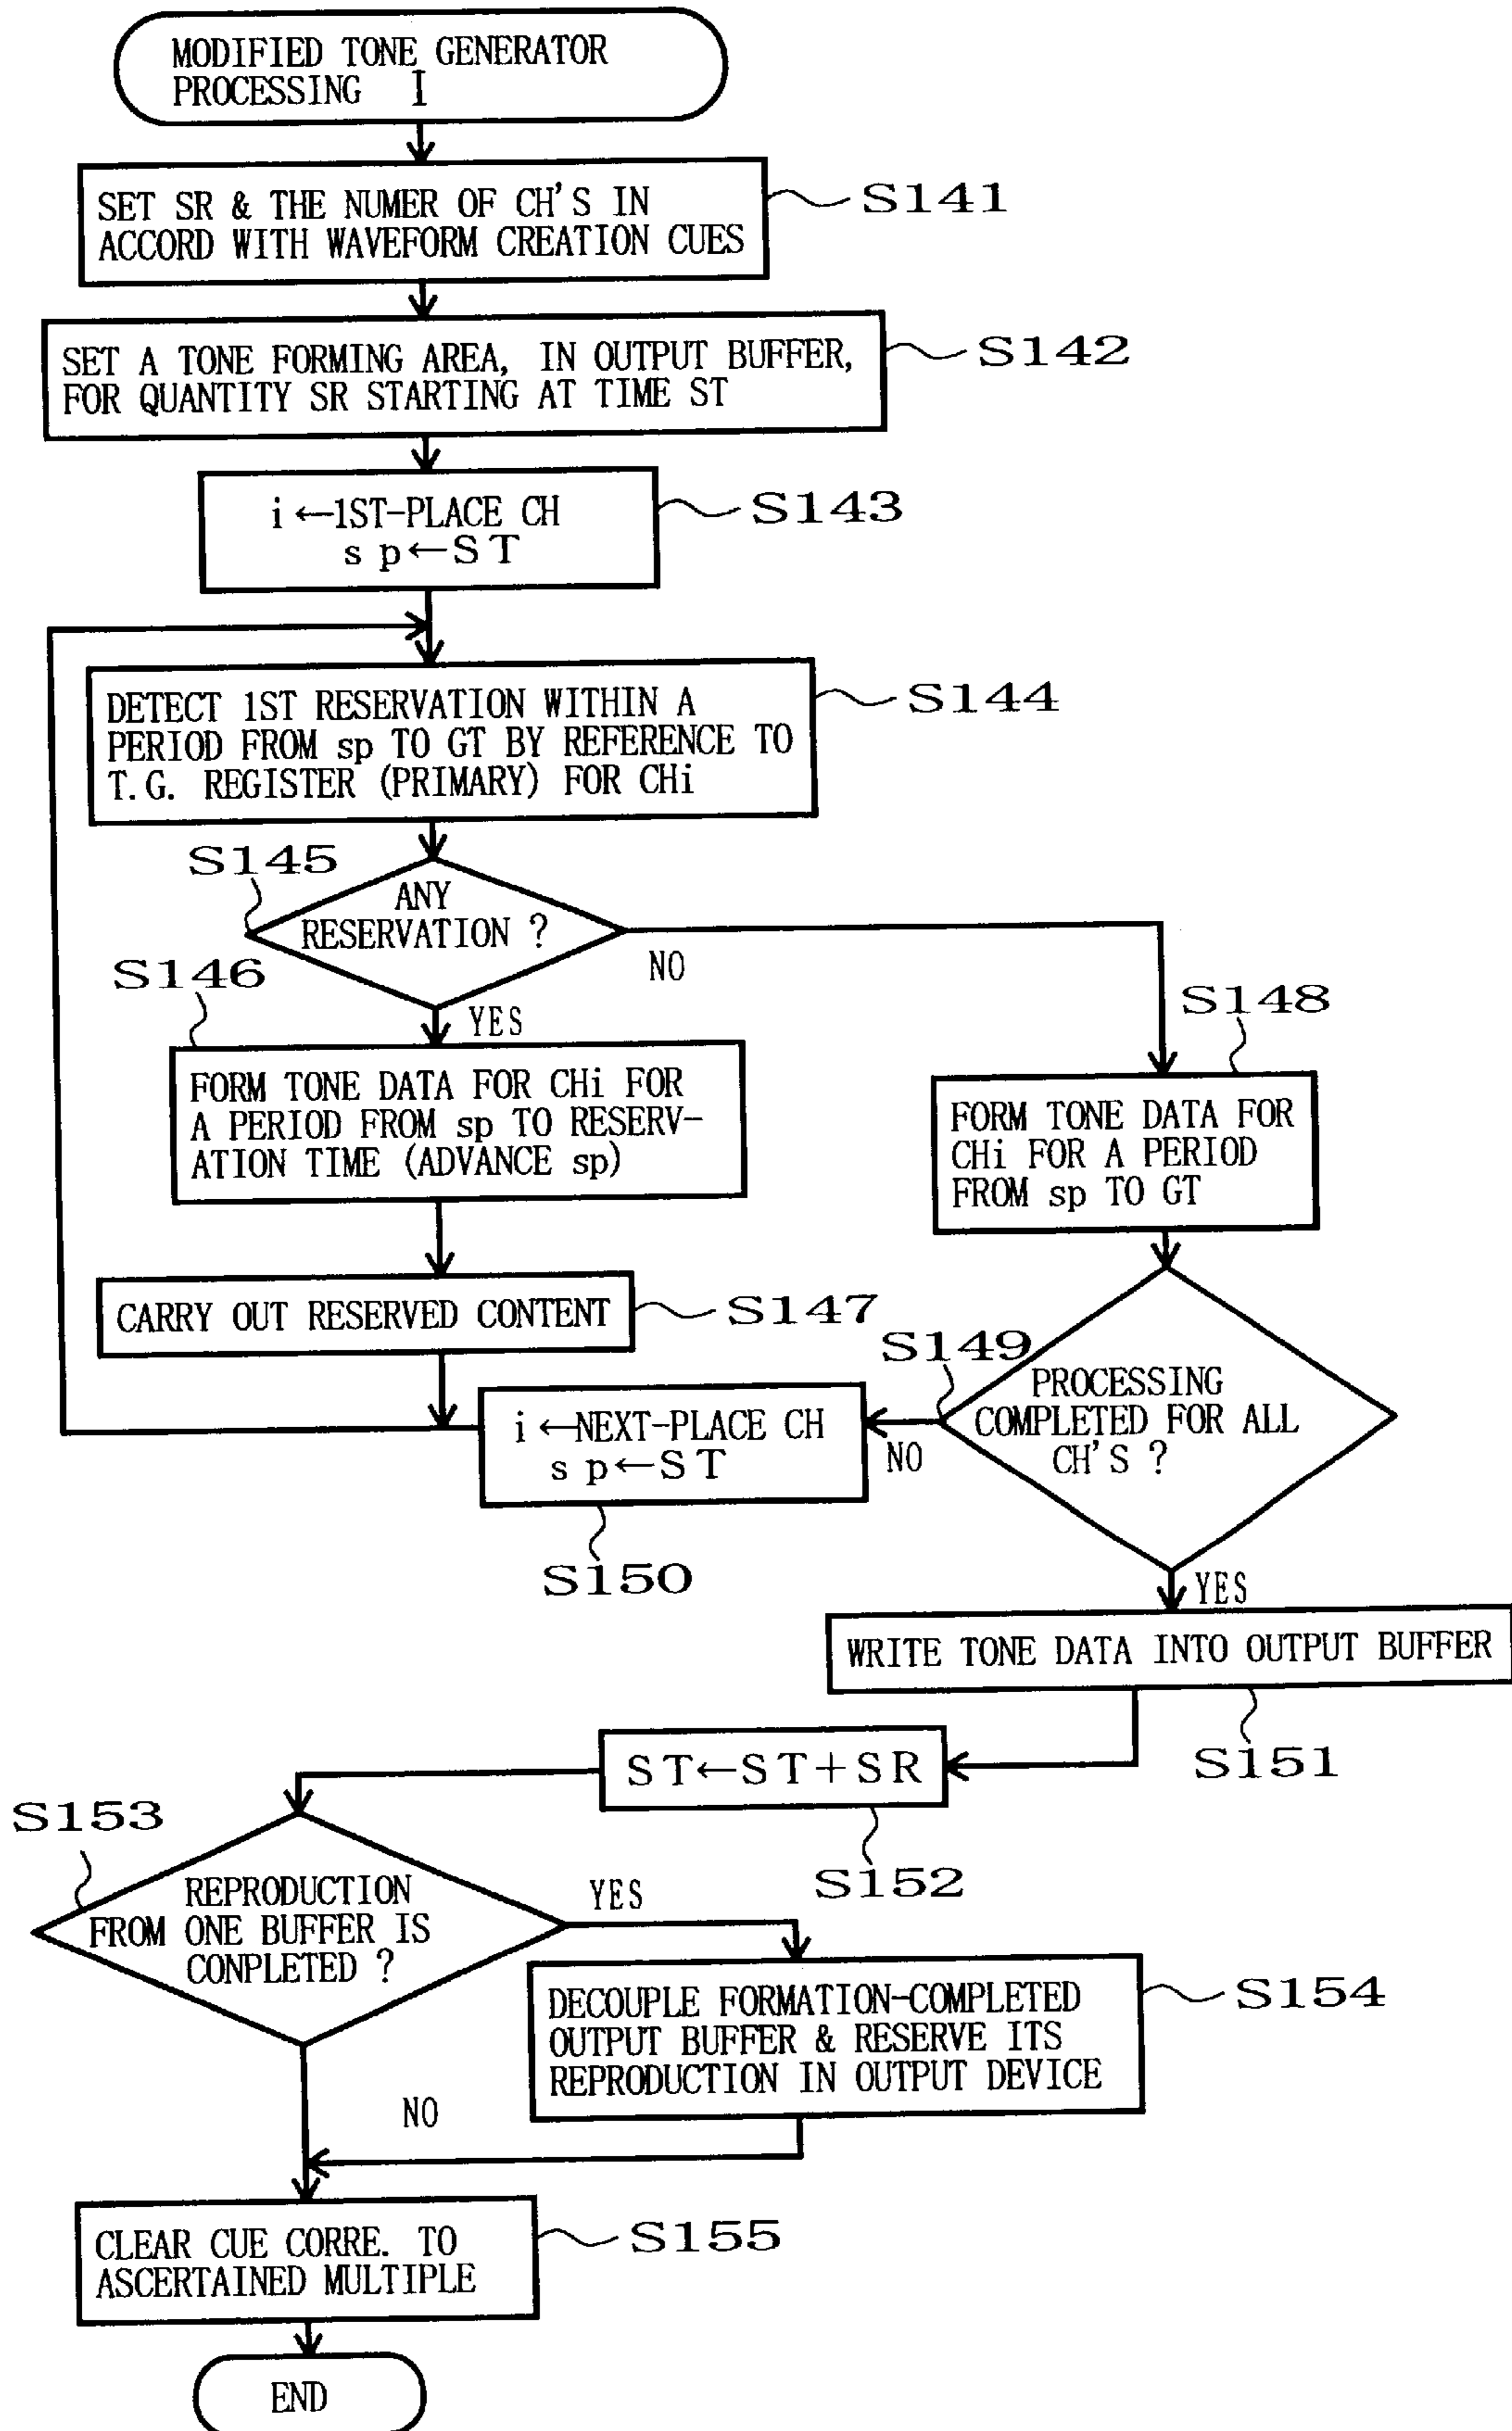 MODIFIED TONE GENERATOR
PROCESSING I
SET SR & THE NUMER OF CH'S IN
ACCORD WITH WAVEFORM CREATION CUES
S141
SET A TONE FORMING AREA, IN OUTPUT BUFFER,
FOR QUANTITY SR STARTING AT TIME ST
S142
i ←1ST-PLACE CH
sp←ST
S143
DETECT 1ST RESERVATION WITHIN A
PERIOD FROM sp TO GT BY REFERENCE TO
T.G. REGISTER (PRIMARY) FOR CHi
S144
S145
ANY
RESERVATION ?
NO
YES
S146
FORM TONE DATA FOR CHi FOR
A PERIOD FROM sp TO RESERV-
ATION TIME (ADVANCE sp)
S148
FORM TONE DATA FOR
CHi FOR A PERIOD
FROM sp TO GT
CARRY OUT RESERVED CONTENT
S147
S149
PROCESSING
COMPLETED FOR ALL
CH'S ?
NO
YES
i ←NEXT-PLACE CH
sp←ST
S150
WRITE TONE DATA INTO OUTPUT BUFFER
S151
ST←ST+SR
S152
S153
REPRODUCTION
FROM ONE BUFFER IS
CONPLETED ?
YES
NO
DECOUPLE FORMATION-COMPLETED
OUTPUT BUFFER & RESERVE ITS
REPRODUCTION IN OUTPUT DEVICE
S154
CLEAR CUE CORRE. TO
ASCERTAINED MULTIPLE
S155
END